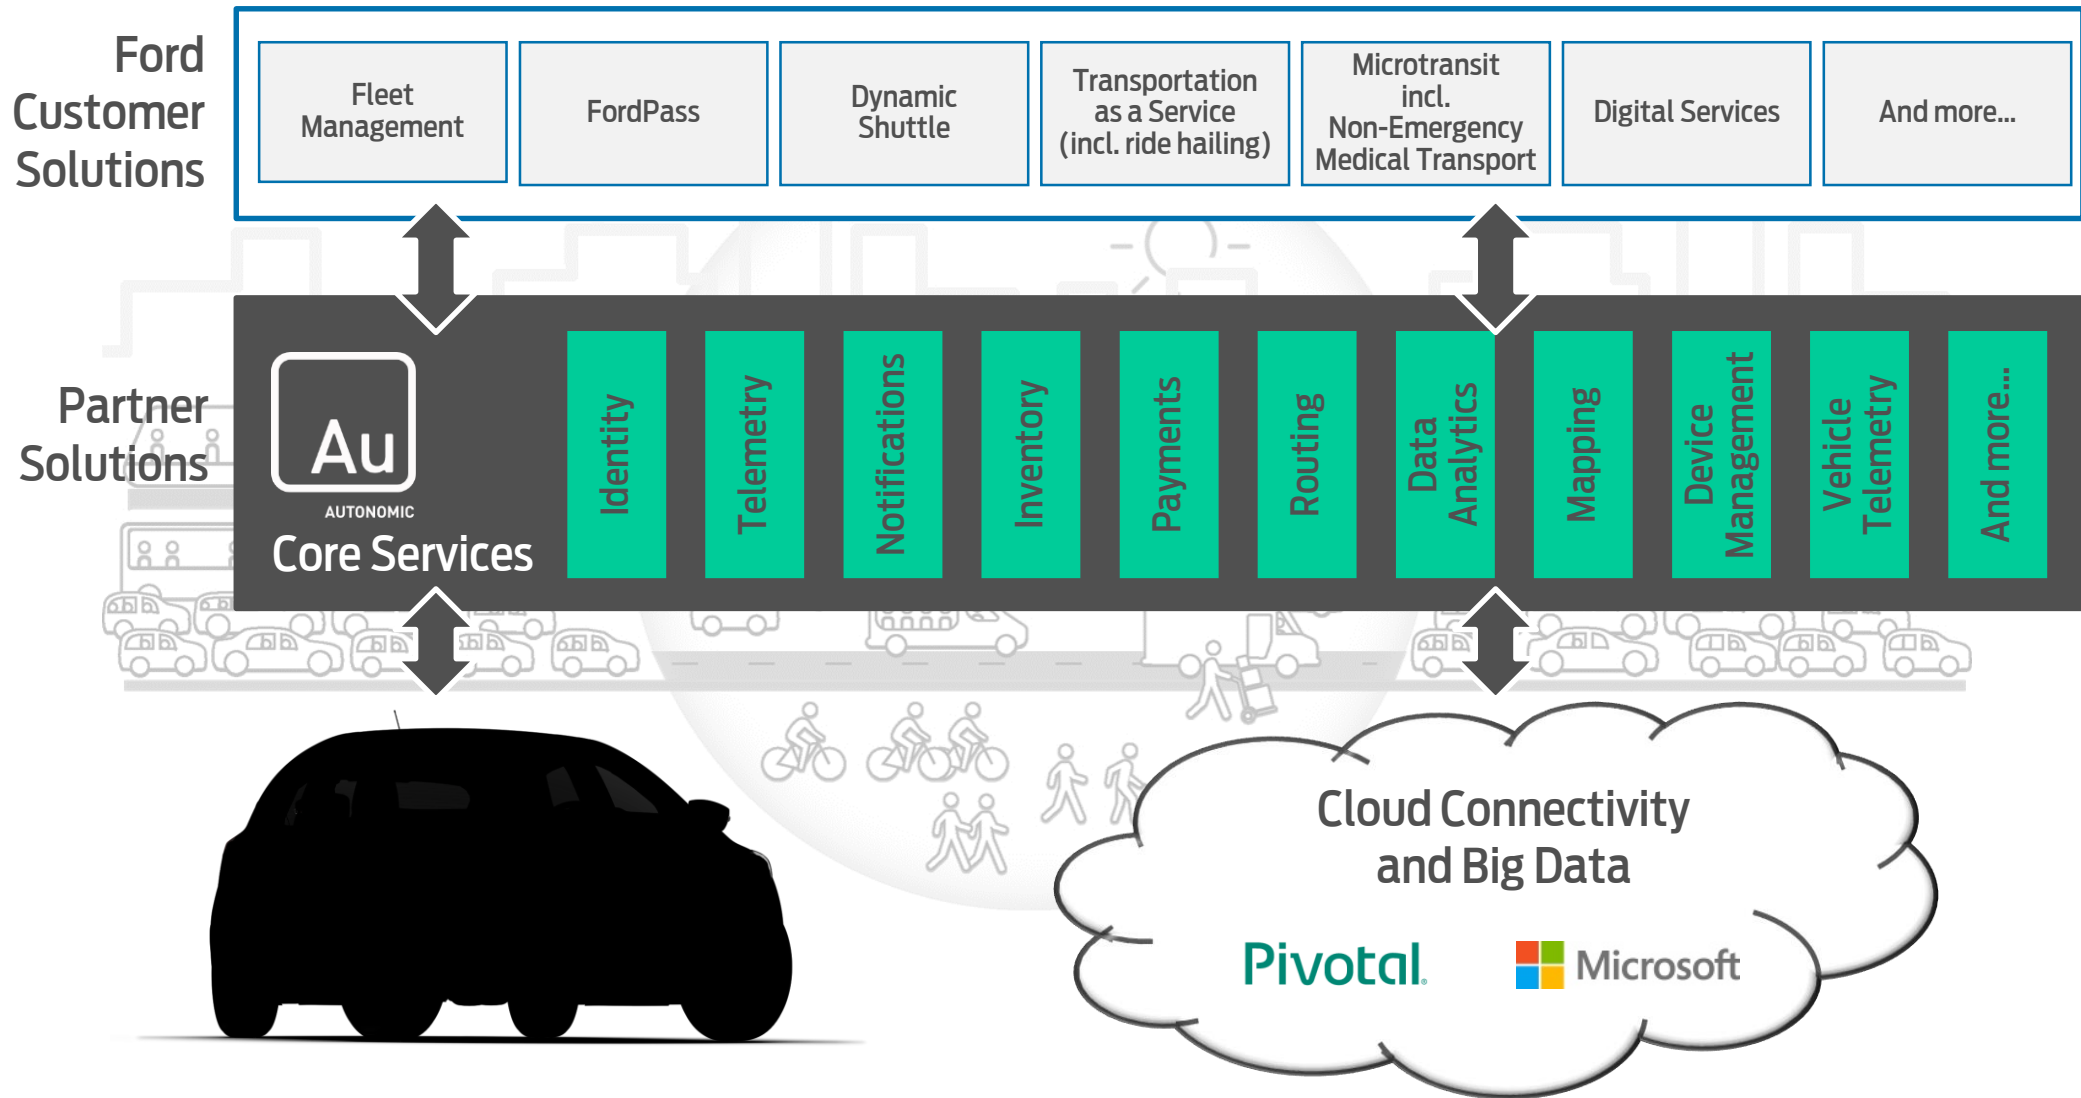 Ford
Customer
Solutions
Fleet
Management
FordPass
Dynamic
Shuttle
Transportation
as a Service
(incl. ride hailing)
Microtransit
incl.
Non-Emergency
Medical Transport
Digital Services
And more...
Partner
Solutions
Au
AUTONOMIC
Core Services
Identity
Telemetry
Notifications
Inventory
Payments
Routing
Data
Analytics
Mapping
Device
Management
Vehicle
Telemetry
And more...
Cloud Connectivity
and Big Data
Pivotal®
Microsoft